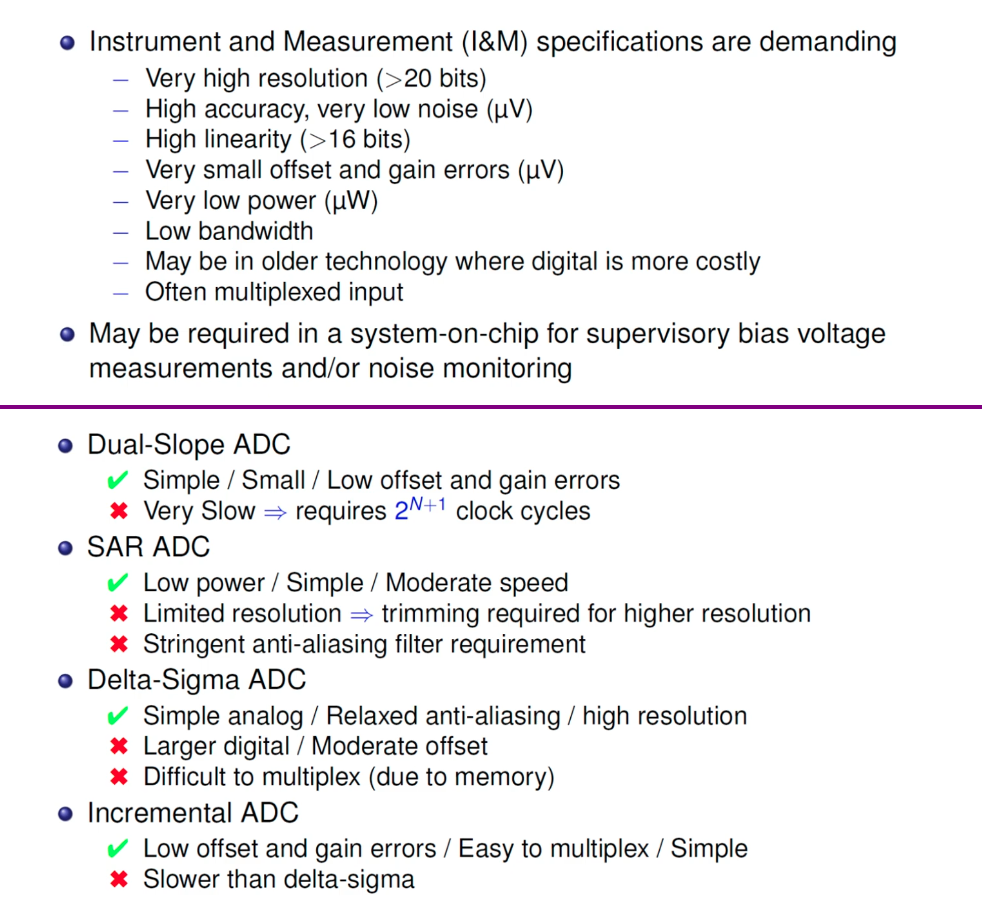 Instrument and Measurement (I&M) specifications are demanding
– Very high resolution (>20 bits)
– High accuracy, very low noise (µV)
– High linearity (>16 bits)
– Very small offset and gain errors (µV)
– Very low power (µW)
– Low bandwidth
– May be in older technology where digital is more costly
– Often multiplexed input
May be required in a system-on-chip for supervisory bias voltage
measurements and/or noise monitoring
Dual-Slope ADC
✔ Simple / Small / Low offset and gain errors
✖ Very Slow ⇒ requires 2^{N+1} clock cycles
SAR ADC
✔ Low power / Simple / Moderate speed
✖ Limited resolution ⇒ trimming required for higher resolution
✖ Stringent anti-aliasing filter requirement
Delta-Sigma ADC
✔ Simple analog / Relaxed anti-aliasing / high resolution
✖ Larger digital / Moderate offset
✖ Difficult to multiplex (due to memory)
Incremental ADC
✔ Low offset and gain errors / Easy to multiplex / Simple
✖ Slower than delta-sigma